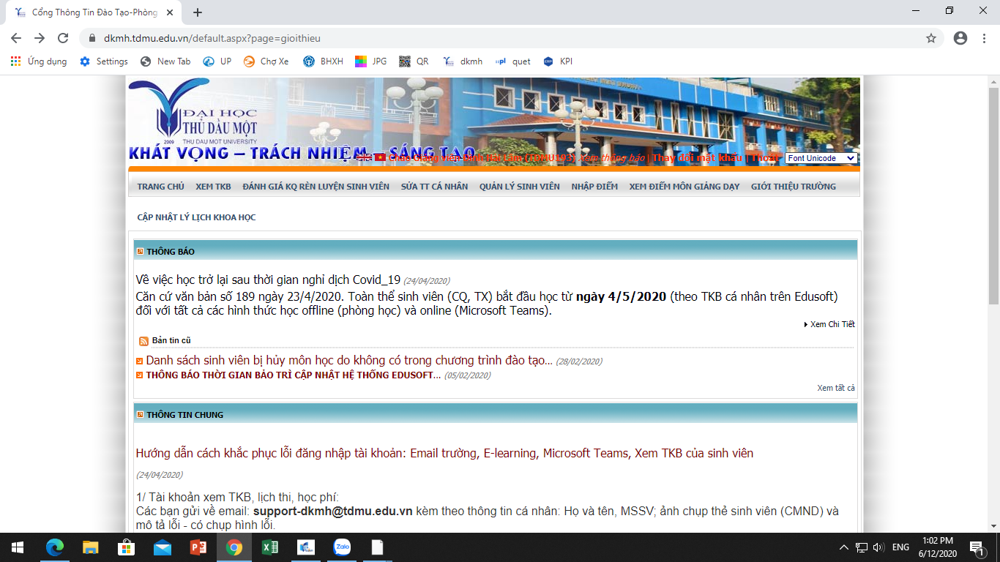 Cổng Thông Tin Đào Tạo-Phòng
dkmh.tdmu.edu.vn/default.aspx?page=gioithieu
Ứng dụng Settings New Tab UP Chợ Xe BHXH JPG QR dkmh quet KPI
ĐẠI HỌC
THỦ DẦU MỘT
2009 THU DAU MOT UNIVERSITY
KHÁT VỌNG – TRÁCH NHIỆM – SÁNG TẠO
Chào Giảng viên (TDMU193) Xem thông báo | Thay đổi mật khẩu | Thoát Font Unicode
TRANG CHỦ XEM TKB ĐÁNH GIÁ KQ RÈN LUYỆN SINH VIÊN SỬA TT CÁ NHÂN QUẢN LÝ SINH VIÊN NHẬP ĐIỂM XEM ĐIỂM MÔN GIẢNG DẠY GIỚI THIỆU TRƯỜNG
CẬP NHẬT LÝ LỊCH KHOA HỌC
THÔNG BÁO
Về việc học trở lại sau thời gian nghỉ dịch Covid_19 (24/04/2020)
Căn cứ văn bản số 189 ngày 23/4/2020. Toàn thể sinh viên (CQ, TX) bắt đầu học từ ngày 4/5/2020 (theo TKB cá nhân trên Edusoft)
đối với tất cả các hình thức học offline (phòng học) và online (Microsoft Teams).
Xem Chi Tiết
Bản tin cũ
Danh sách sinh viên bị hủy môn học do không có trong chương trình đào tạo... (28/02/2020)
THÔNG BÁO THỜI GIAN BẢO TRÌ CẬP NHẬT HỆ THỐNG EDUSOFT... (05/02/2020)
Xem tất cả
THÔNG TIN CHUNG
Hướng dẫn cách khắc phục lỗi đăng nhập tài khoản: Email trường, E-learning, Microsoft Teams, Xem TKB của sinh viên
(24/04/2020)
1/ Tài khoản xem TKB, lịch thi, học phí:
Các bạn gửi về email: support-dkmh@tdmu.edu.vn kèm theo thông tin cá nhân: Họ và tên, MSSV; ảnh chụp thẻ sinh viên (CMND) và
mô tả lỗi - có chụp hình lỗi.
Zalo
ENG
1:02 PM
6/12/2020
1